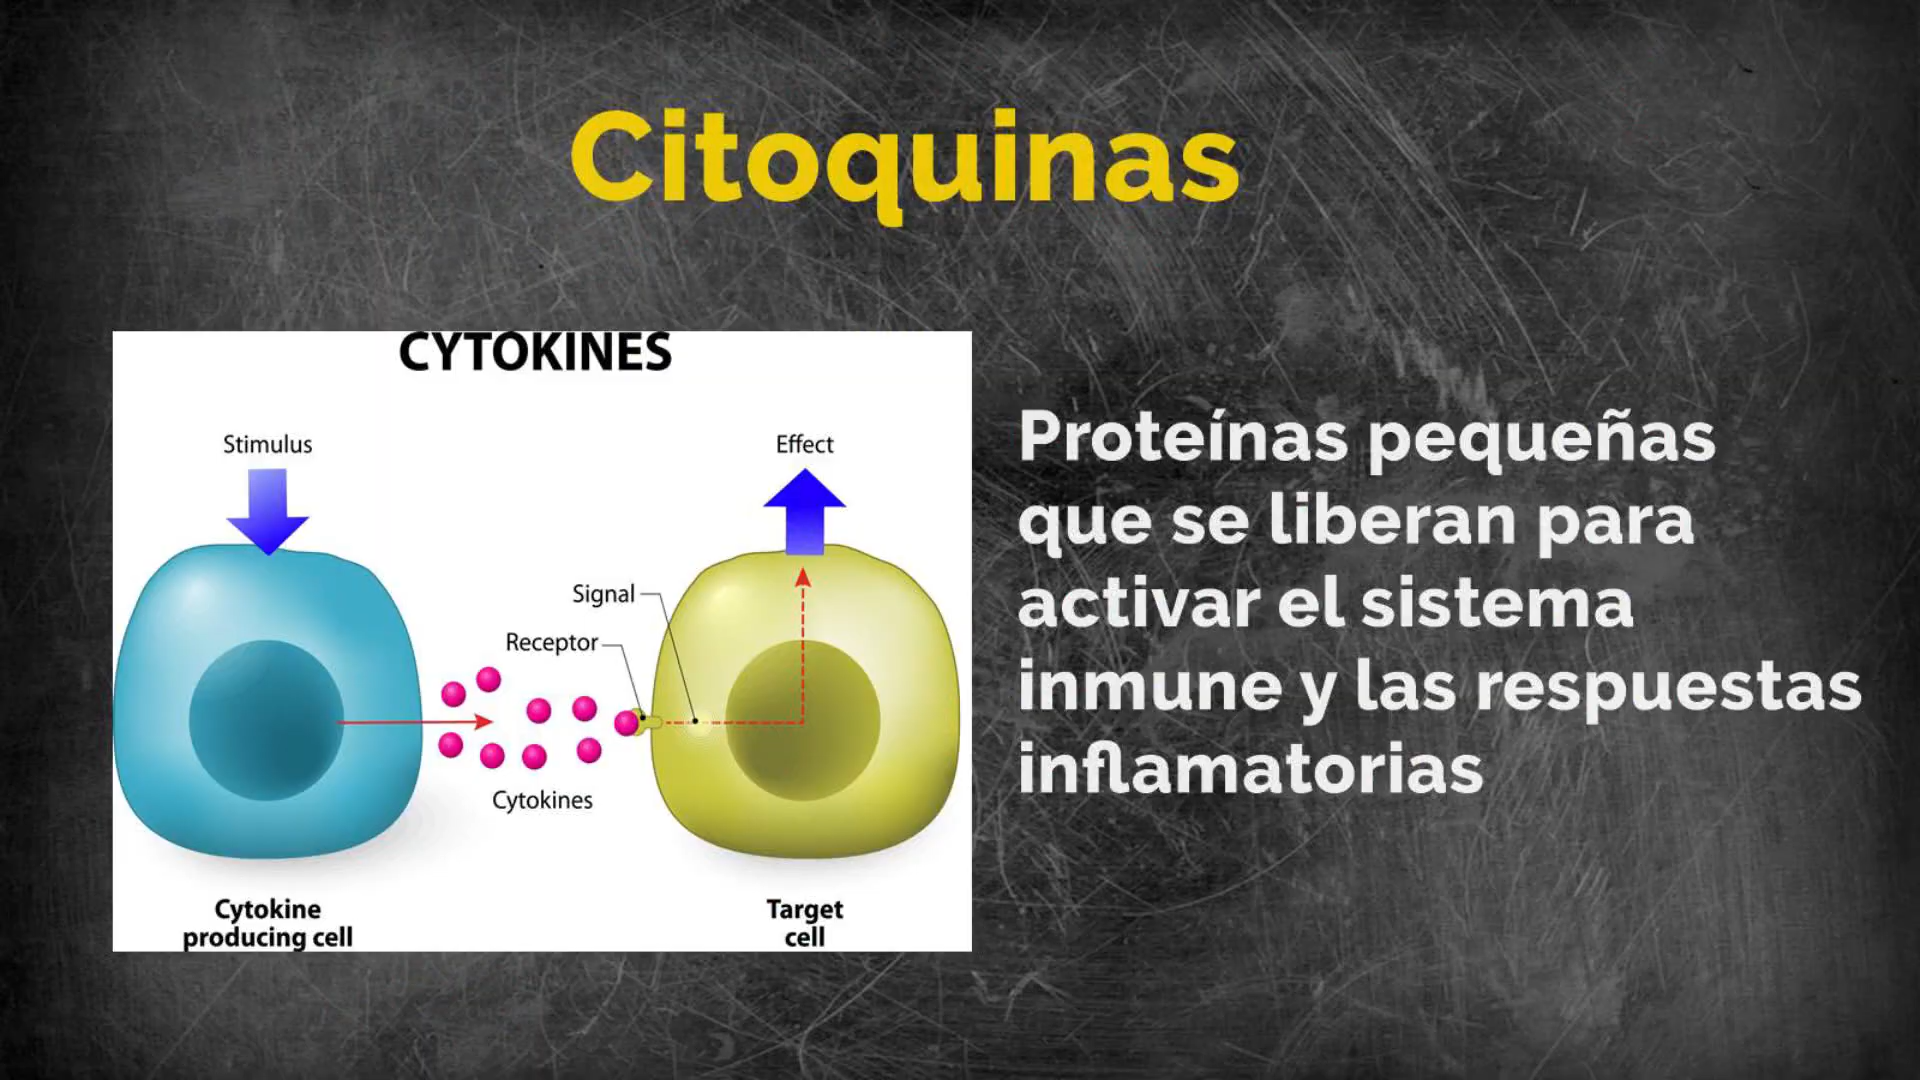 Citoquinas
CYTOKINES
Stimulus
Effect
Signal
Receptor
Cytokines
Cytokine
producing cell
Target
cell
Proteínas pequeñas
que se liberan para
activar el sistema
inmune y las respuestas
inflamatorias